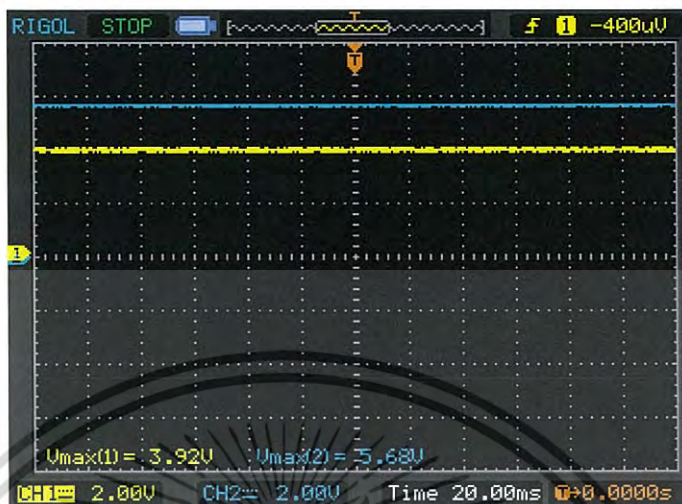 RIGOL STOP T 1 -400uV
T
1
Vmax(1)= 3.92V Vmax(2)= 5.68V
CH1 2.00V CH2 2.00V Time 20.00ms T→0.0000s